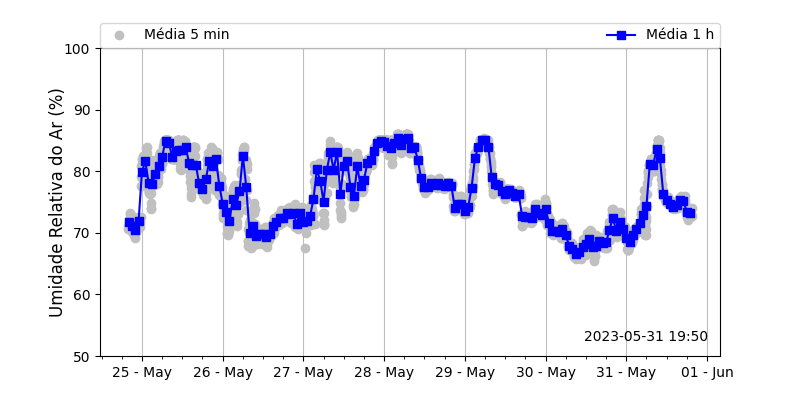 Média 5 min
Média 1 h
Umidade Relativa do Ar (%)
100
90
80
70
60
50
2023-05-31 19:50
25 - May
26 - May
27 - May
28 - May
29 - May
30 - May
31 - May
01 - Jun